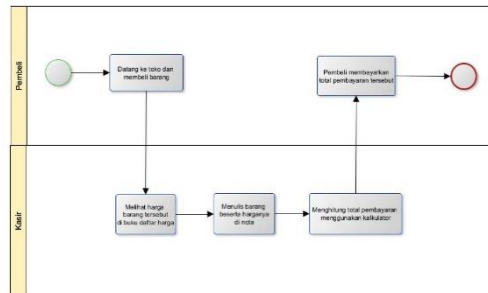 Pembeli
Datang ke toko dan
membeli barang
Pembeli membayarkan
total pembayaran tersebut
Kasir
Melihat harga
barang tersebut
di buku daftar harga
Menulis barang
beserta harganya
di nota
Menghitung total pembayaran
menggunakan kalkulator